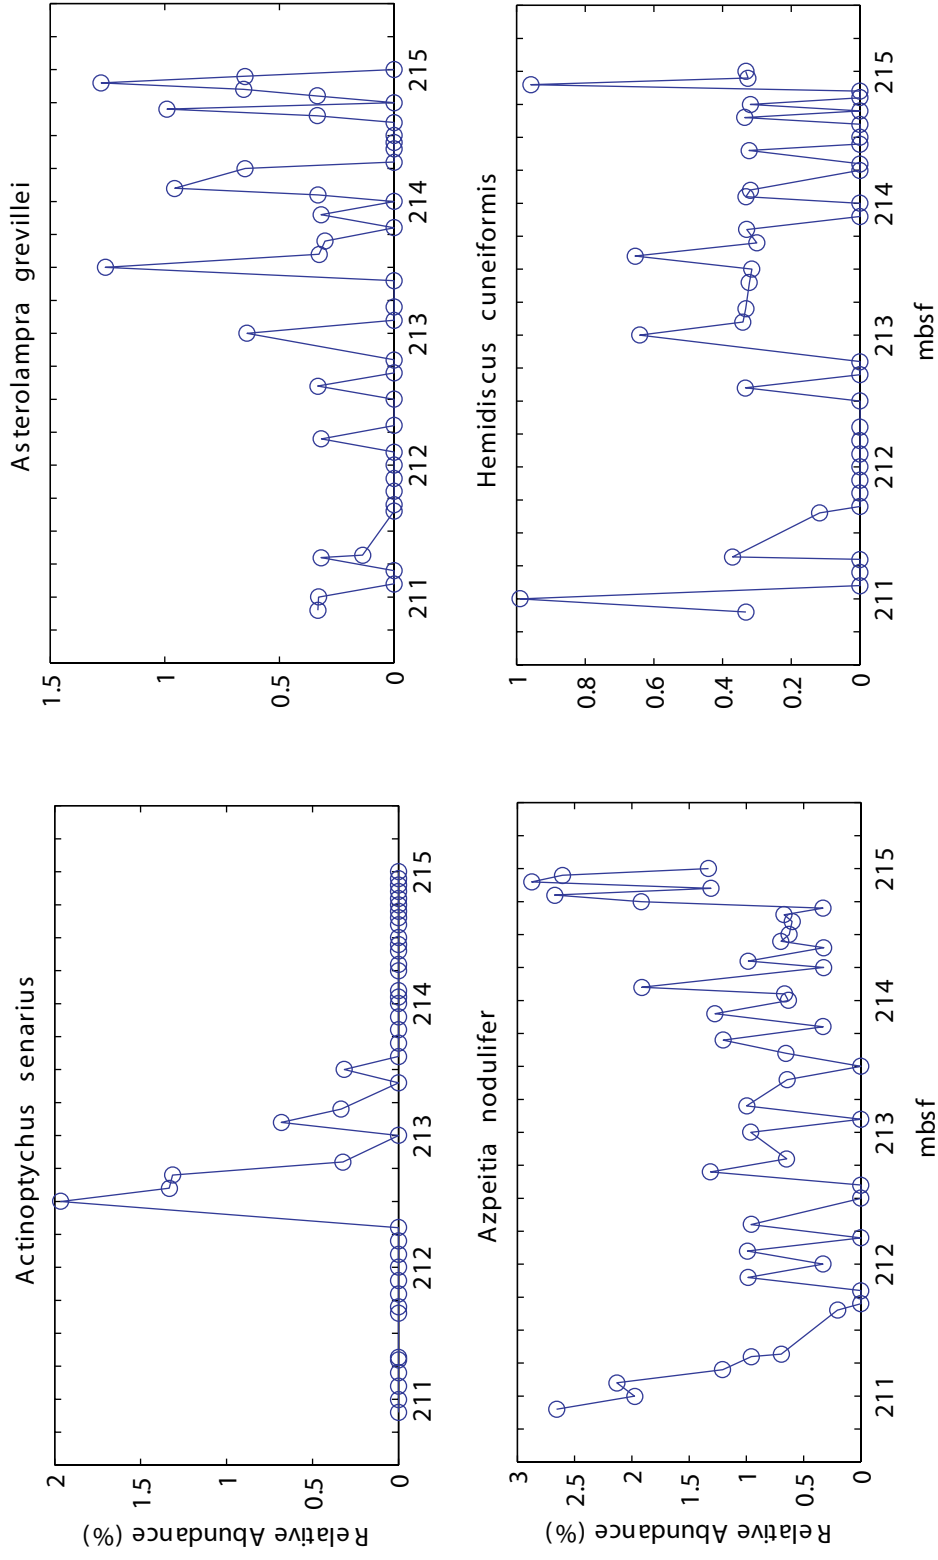 Actinoptychus senarius
Relative Abundance (%)
2
1.5
1
0.5
0
211 212 213 214 215
Asterolampra grevillei
1.5
1
0.5
0
211 212 213 214 215
Azpeitia nodulifer
Relative Abundance (%)
3
2.5
2
1.5
1
0.5
0
211 212 213 214 215
mbsf
Hemidiscus cuneiformis
1
0.8
0.6
0.4
0.2
0
211 212 213 214 215
mbsf